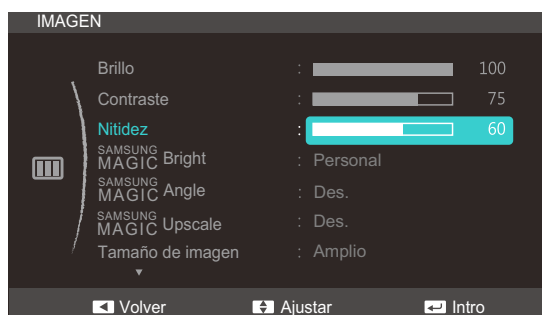 IMAGEN
Brillo : 100
Contraste : 75
Nitidez : 60
SAMSUNG MAGIC Bright : Personal
SAMSUNG MAGIC Angle : Des.
SAMSUNG MAGIC Upscale : Des.
Tamaño de imagen : Amplio
Volver Ajustar Intro